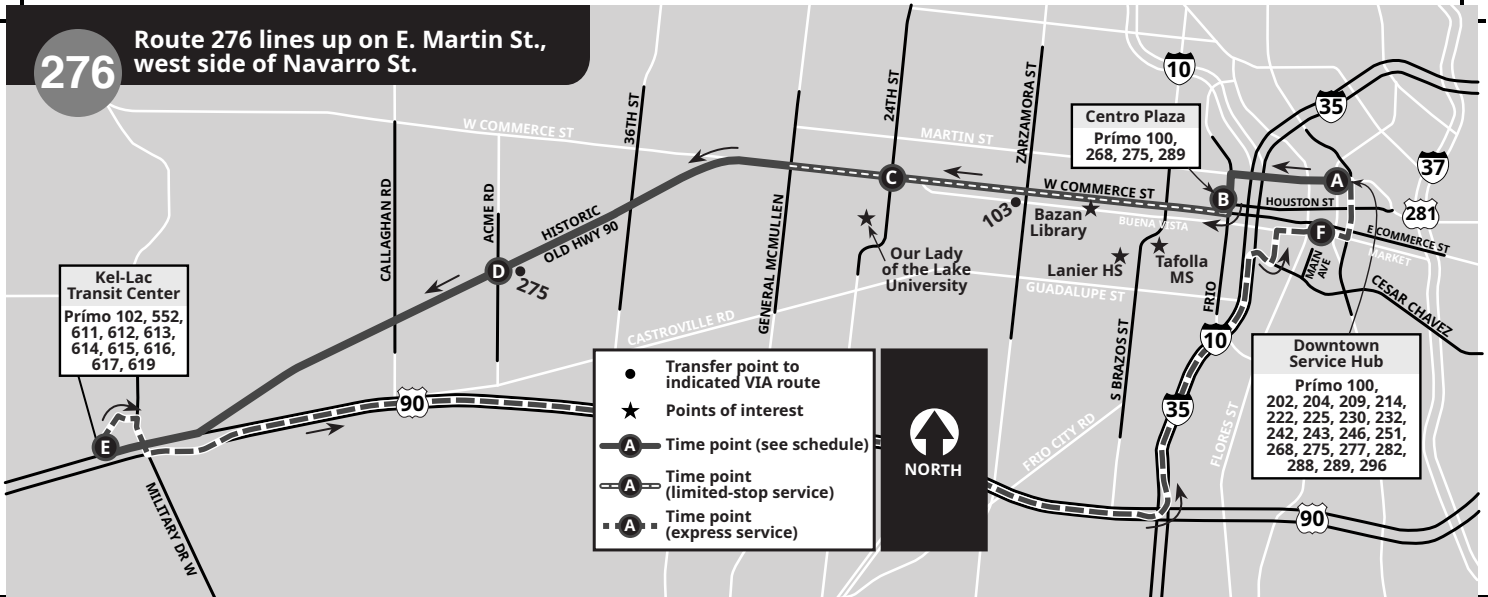 276
Route 276 lines up on E. Martin St.,
west side of Navarro St.
W COMMERCE ST
36TH ST
24TH ST
MARTIN ST
ZARZAMORA ST
10
35
37
281
Centro Plaza
Prímo 100,
268, 275, 289
A
B
C
W COMMERCE ST
HOUSTON ST
BUENA VISTA
F
E COMMERCE ST
MARKET
MAIN
AVE
CESAR CHAVEZ
CALLAGHAN RD
ACME RD
HISTORIC
OLD HWY 90
D
275
GENERAL MCMULLEN
103
Bazan
Library
Our Lady
of the Lake
University
Lanier HS
Tafolla
MS
GUADALUPE ST
FRIO
CASTROVILLE RD
S BRAZOS ST
10
35
Kel-Lac
Transit Center
Prímo 102, 552,
611, 612, 613,
614, 615, 616,
617, 619
90
E
MILITARY DR W
Transfer point to
indicated VIA route
Points of interest
A
Time point (see schedule)
A
Time point
(limited-stop service)
A
Time point
(express service)
NORTH
FRIO CITY RD
FLORES ST
90
Downtown
Service Hub
Prímo 100,
202, 204, 209, 214,
222, 225, 230, 232,
242, 243, 246, 251,
268, 275, 277, 282,
288, 289, 296